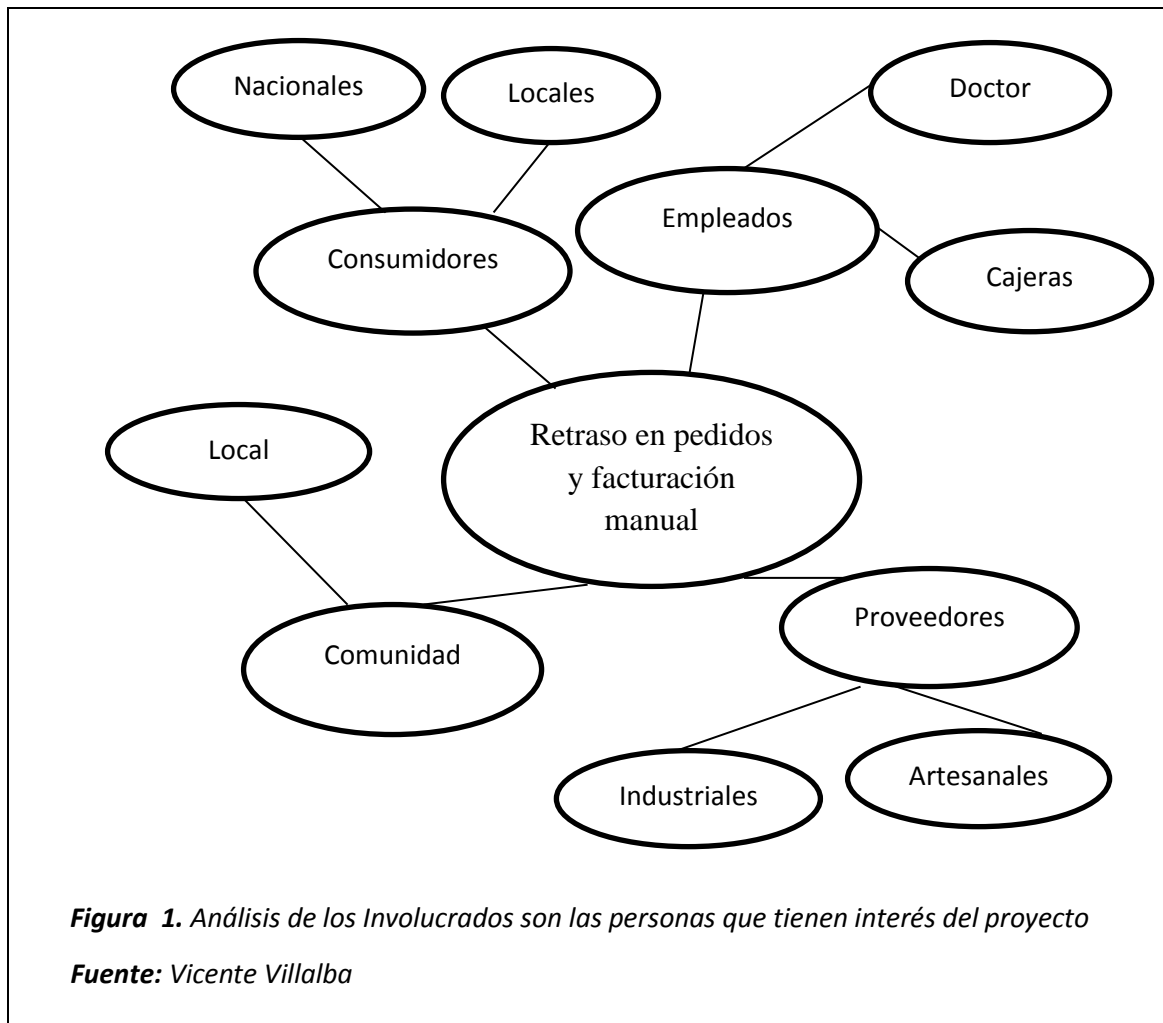 Nacionales
Locales
Doctor
Consumidores
Empleados
Cajeras
Retraso en pedidos
y facturación
manual
Local
Comunidad
Proveedores
Industriales
Artesanales
Figura 1. Análisis de los Involucrados son las personas que tienen interés del proyecto
Fuente: Vicente Villalba